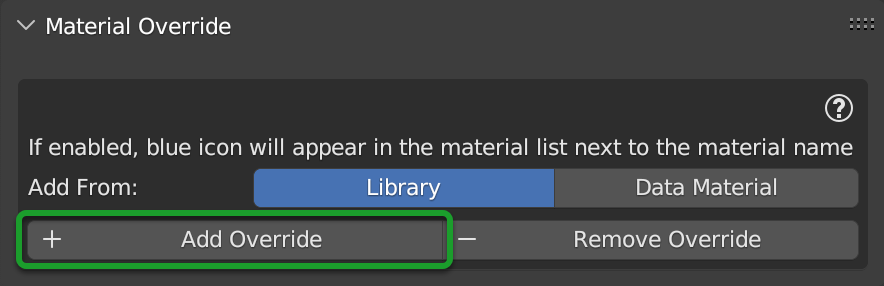 Material Override
?
If enabled, blue icon will appear in the material list next to the material name
Add From: Library Data Material
+ Add Override − Remove Override